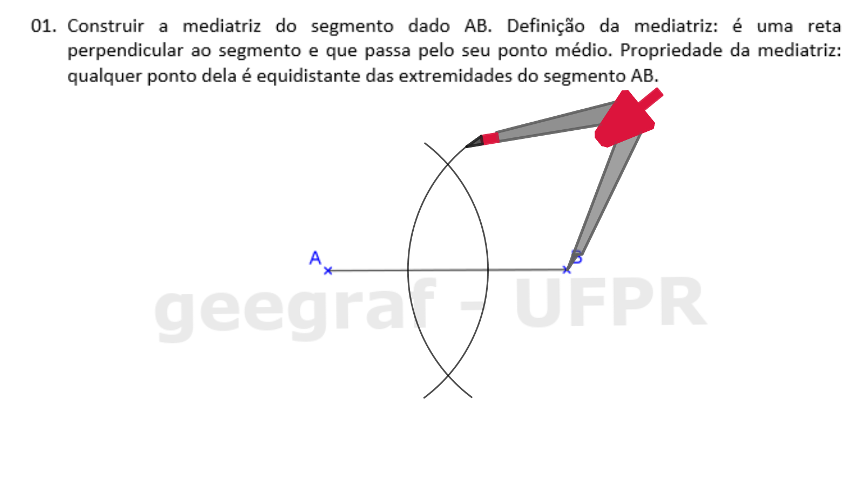 01. Construir a mediatriz do segmento dado AB. Definição da mediatriz: é uma reta
perpendicular ao segmento e que passa pelo seu ponto médio. Propriedade da mediatriz:
qualquer ponto dela é equidistante das extremidades do segmento AB.
A
B
geegraf - UFPR